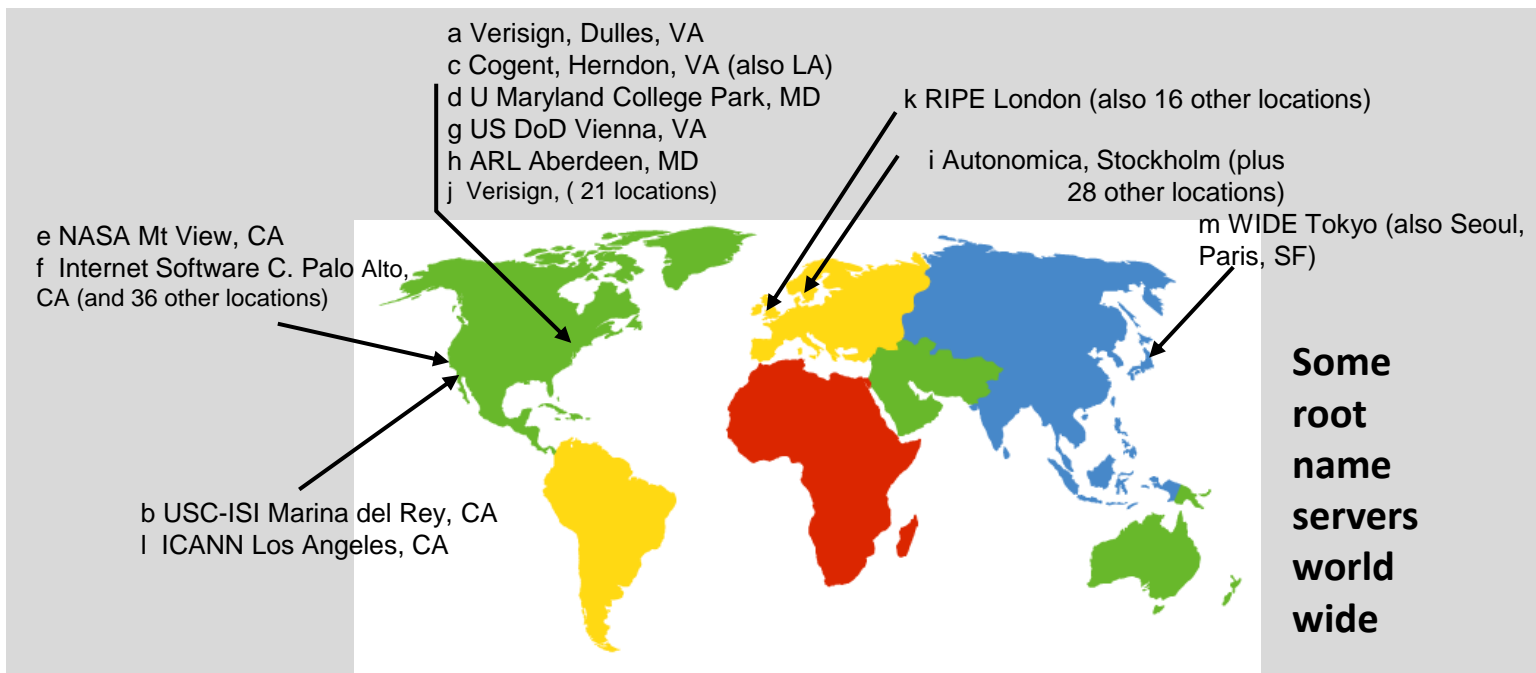 a Verisign, Dulles, VA
c Cogent, Herndon, VA (also LA)
d U Maryland College Park, MD
g US DoD Vienna, VA
h ARL Aberdeen, MD
j Verisign, ( 21 locations)
k RIPE London (also 16 other locations)
i Autonomica, Stockholm (plus
28 other locations)
m WIDE Tokyo (also Seoul,
Paris, SF)
e NASA Mt View, CA
f Internet Software C. Palo Alto,
CA (and 36 other locations)
b USC-ISI Marina del Rey, CA
l ICANN Los Angeles, CA
Some
root
name
servers
world
wide